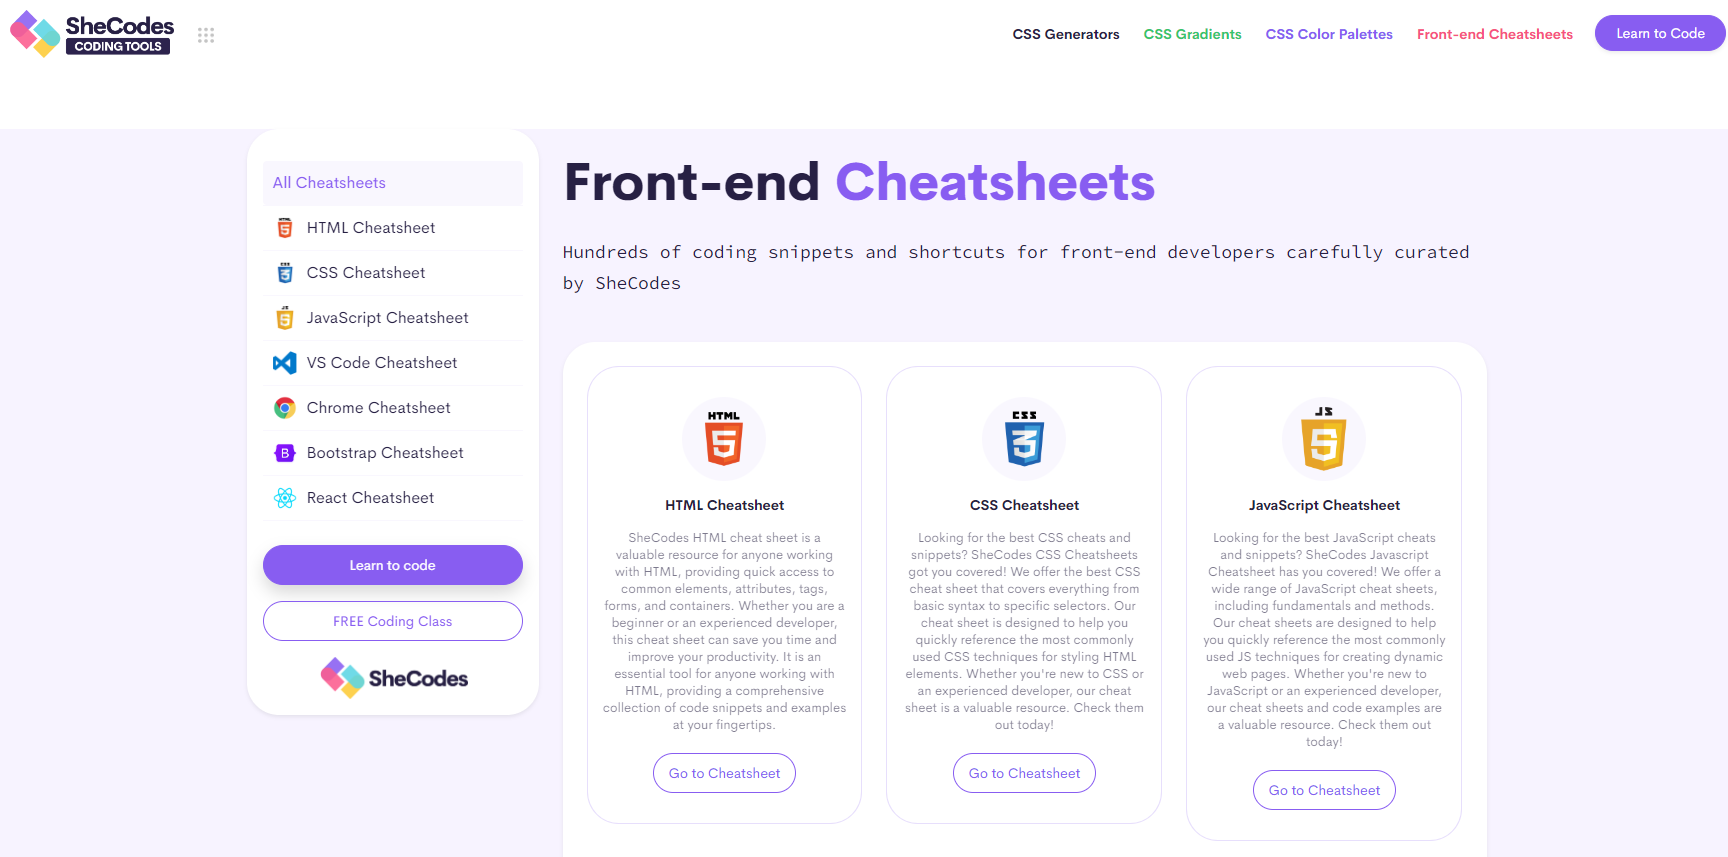 SheCodes
CODING TOOLS
CSS Generators
CSS Gradients
CSS Color Palettes
Front-end Cheatsheets
Learn to Code
All Cheatsheets
HTML Cheatsheet
CSS Cheatsheet
JavaScript Cheatsheet
VS Code Cheatsheet
Chrome Cheatsheet
B
Bootstrap Cheatsheet
React Cheatsheet
Learn to code
FREE Coding Class
SheCodes
Front-end Cheatsheets
Hundreds of coding snippets and shortcuts for front-end developers carefully curated
by SheCodes
HTML
5
HTML Cheatsheet
SheCodes HTML cheat sheet is a
valuable resource for anyone working
with HTML, providing quick access to
common elements, attributes, tags,
forms, and containers. Whether you are a
beginner or an experienced developer,
this cheat sheet can save you time and
improve your productivity. It is an
essential tool for anyone working with
HTML, providing a comprehensive
collection of code snippets and examples
at your fingertips.
Go to Cheatsheet
CSS
3
CSS Cheatsheet
Looking for the best CSS cheats and
snippets? SheCodes CSS Cheatsheets
got you covered! We offer the best CSS
cheat sheet that covers everything from
basic syntax to specific selectors. Our
cheat sheet is designed to help you
quickly reference the most commonly
used CSS techniques for styling HTML
elements. Whether you're new to CSS or
an experienced developer, our cheat
sheet is a valuable resource. Check them
out today!
Go to Cheatsheet
JS
5
JavaScript Cheatsheet
Looking for the best JavaScript cheats
and snippets? SheCodes Javascript
Cheatsheet has you covered! We offer a
wide range of JavaScript cheat sheets,
including fundamentals and methods.
Our cheat sheets are designed to help
you quickly reference the most commonly
used JS techniques for creating dynamic
web pages. Whether you're new to
JavaScript or an experienced developer,
our cheat sheets and code examples are
a valuable resource. Check them out
today!
Go to Cheatsheet